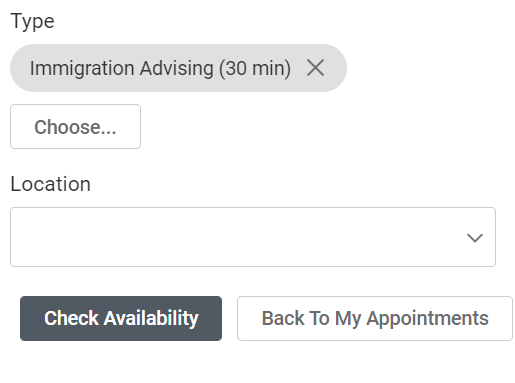 Type
Immigration Advising (30 min)
Choose...
Location
Check Availability
Back To My Appointments